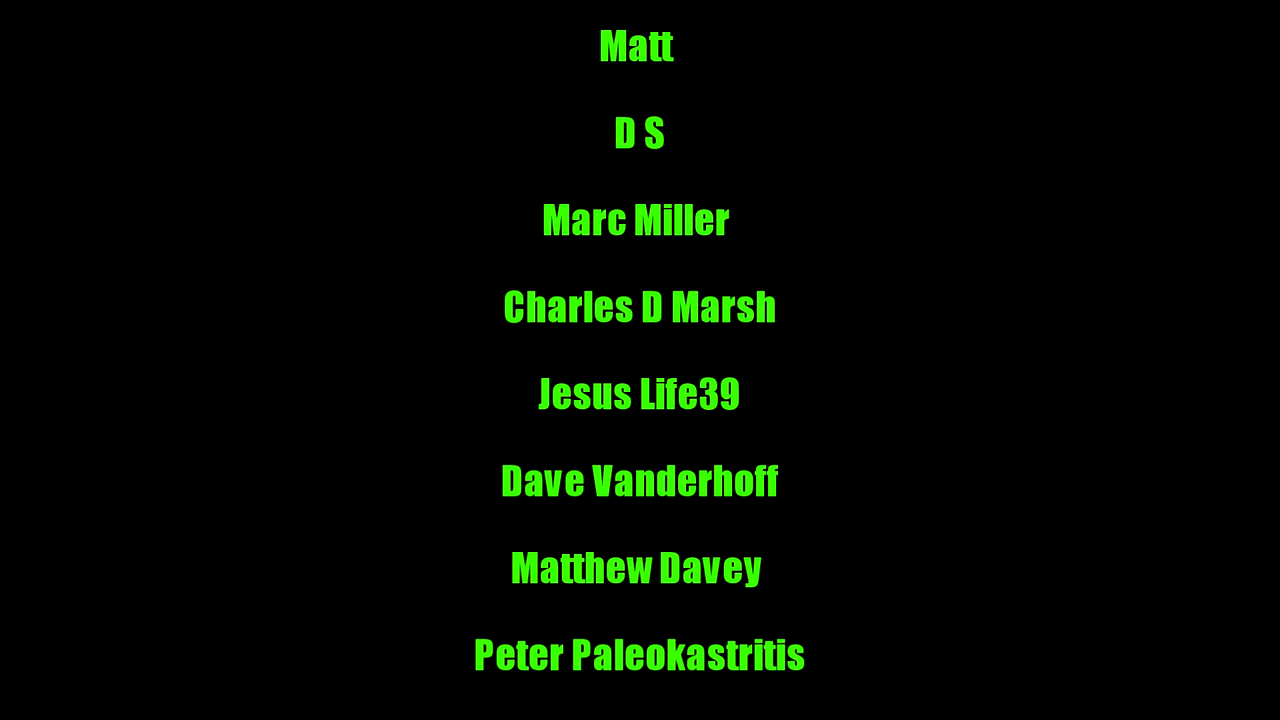 Matt
D S
Marc Miller
Charles D Marsh
Jesus Life39
Dave Vanderhoff
Matthew Davey
Peter Paleokastritis